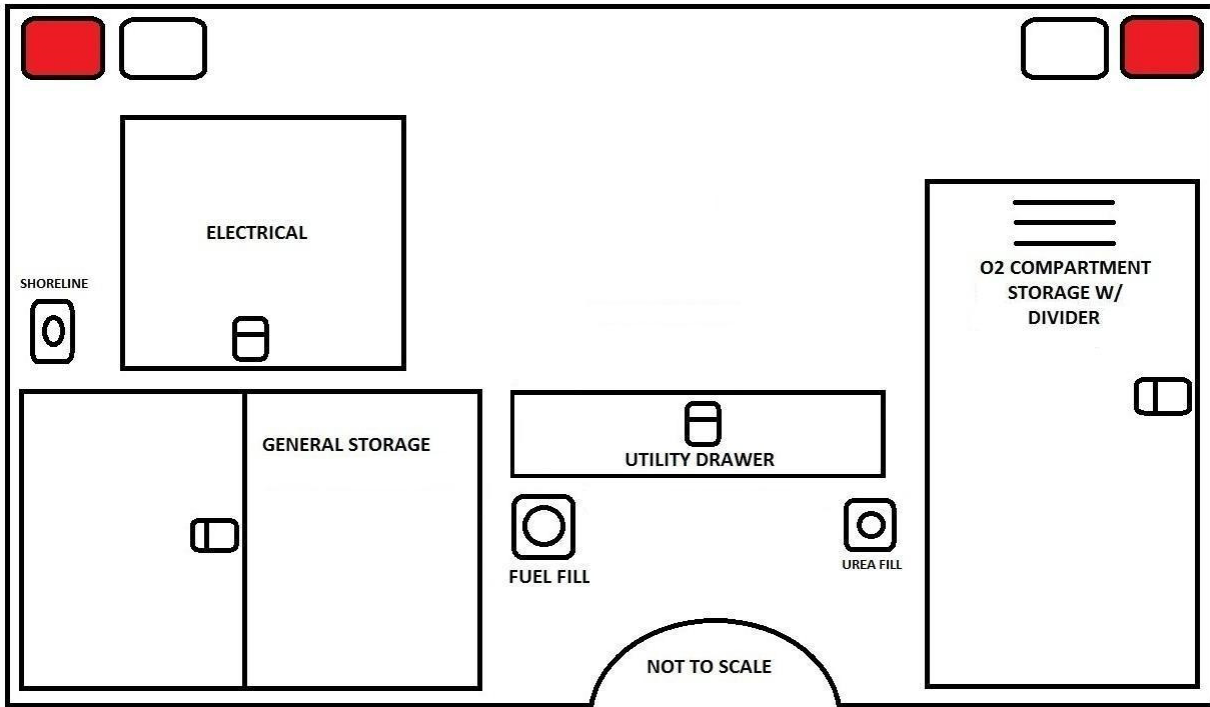 ELECTRICAL
SHORELINE
O2 COMPARTMENT
STORAGE W/
DIVIDER
GENERAL STORAGE
UTILITY DRAWER
FUEL FILL
UREA FILL
NOT TO SCALE